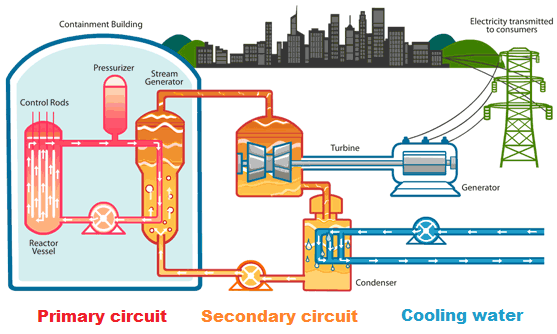 Containment Building
Electricity transmitted
to consumers
Pressurizer
Stream
Generator
Control Rods
Turbine
Generator
Reactor
Vessel
Condenser
Primary circuit
Secondary circuit
Cooling water